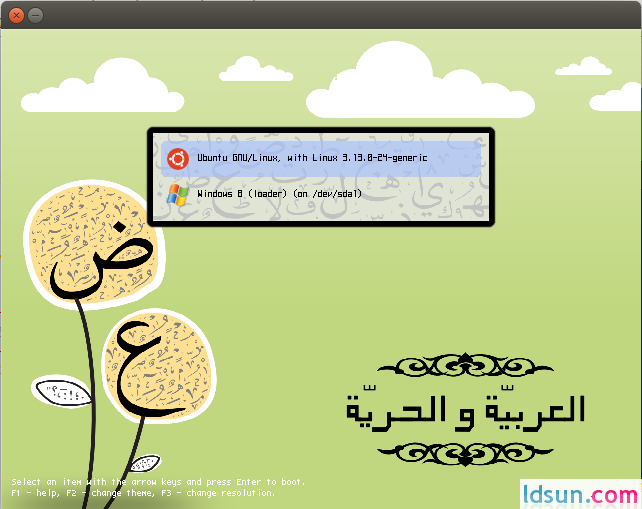 Ubuntu GNU/Linux, with Linux 3.13.0-24-generic
Windows 8 (loader) (on /dev/sda1)
ض
ع
العربيّة و الحريّة
Select an item with the arrow keys and press Enter to boot.
F1 - help, F2 - change theme, F3 - change resolution.
ldsun.com